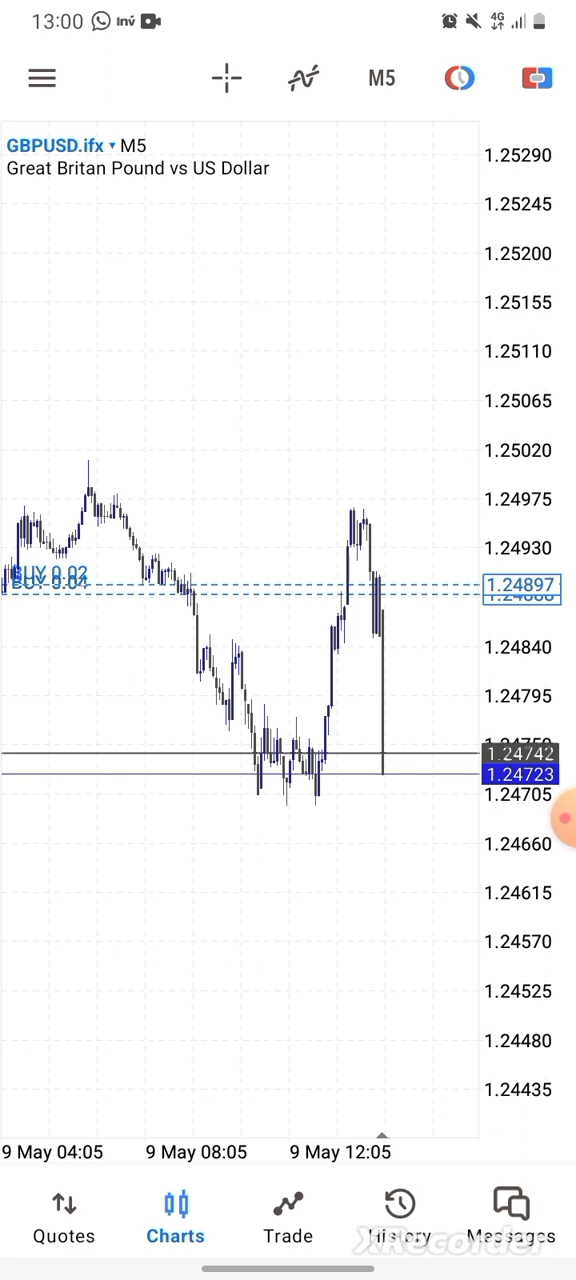 13:00 Inv 4G
M5
GBPUSD.ifx M5
Great Britan Pound vs US Dollar
1.25290
1.25245
1.25200
1.25155
1.25110
1.25065
1.25020
1.24975
1.24930
BUY 0.02
1.24897
1.24840
1.24795
1.24742
1.24723
1.24705
1.24660
1.24615
1.24570
1.24525
1.24480
1.24435
9 May 04:05 9 May 08:05 9 May 12:05
Quotes Charts Trade History Messages
XRecorder